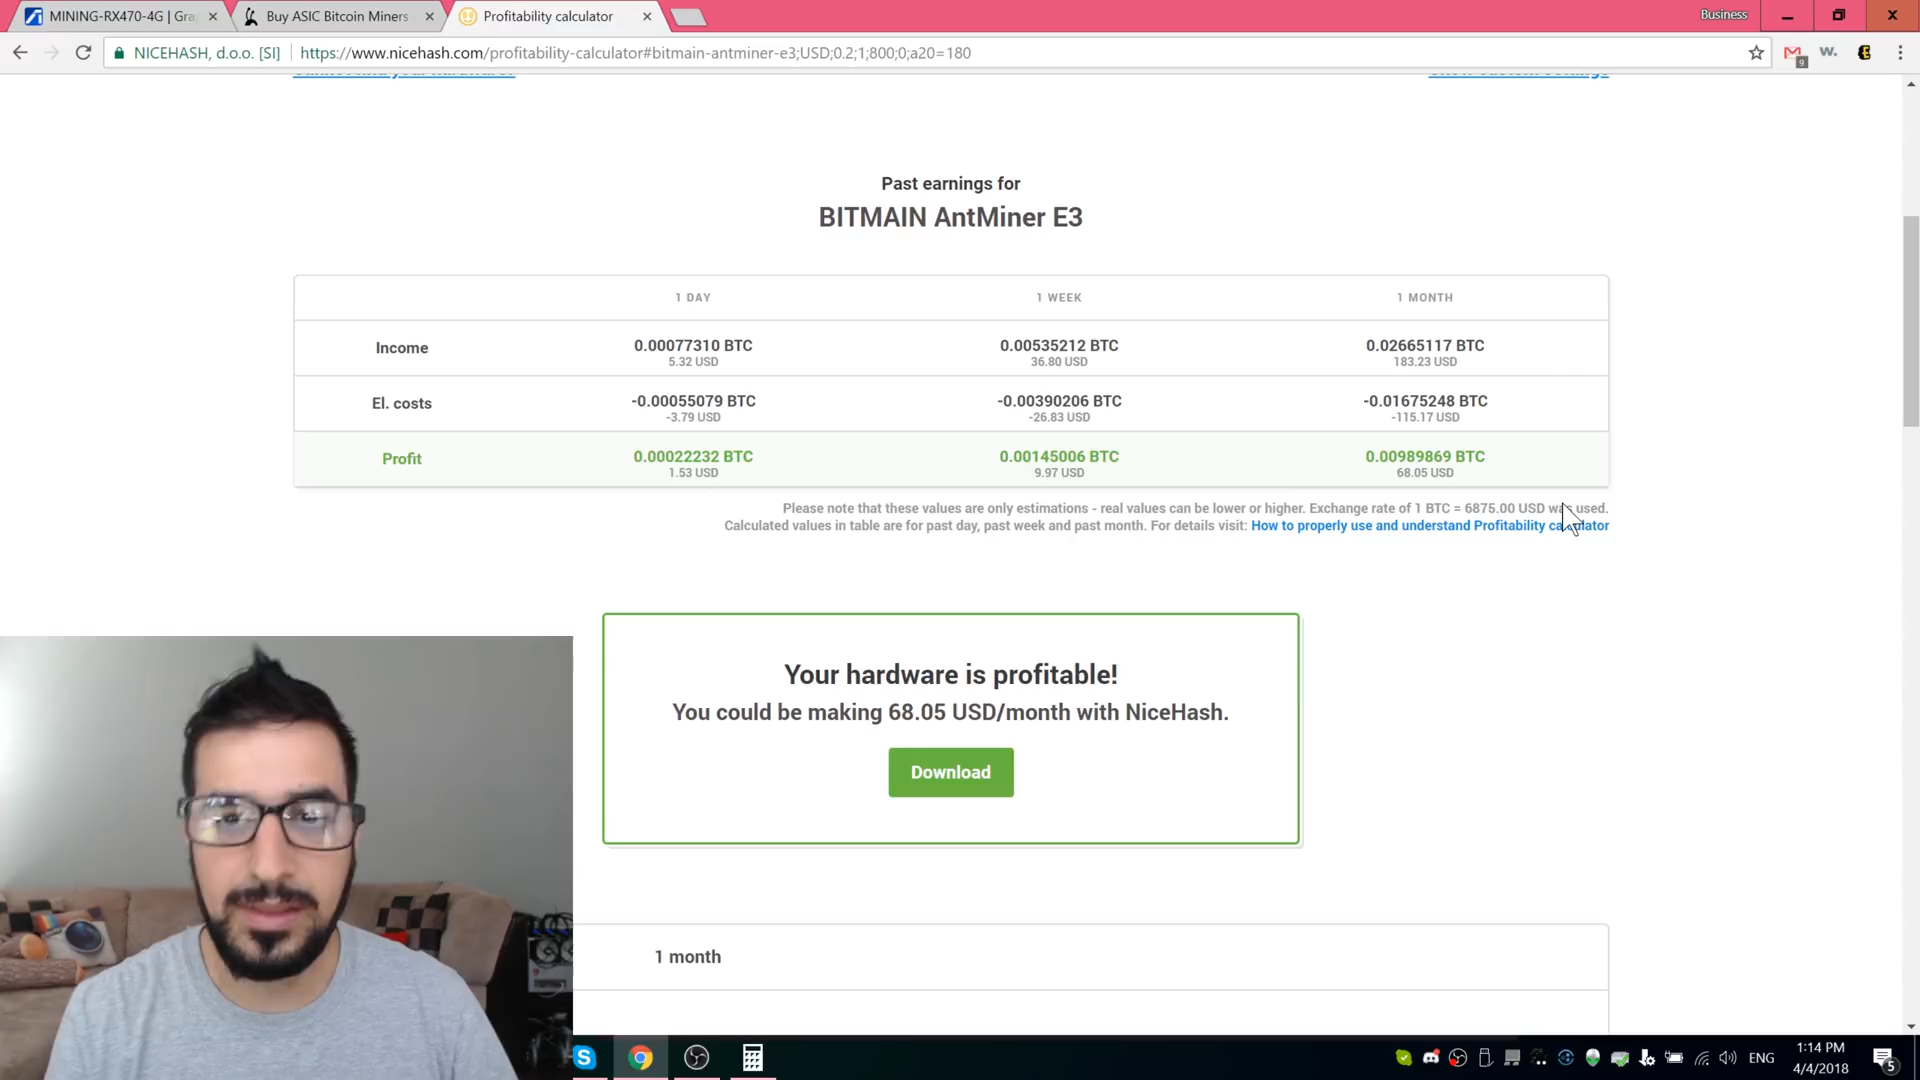 MINING-RX470-4G | Gra
Buy ASIC Bitcoin Miners
Profitability calculator
Business
NICEHASH, d.o.o. [SI]
https://www.nicehash.com/profitability-calculator#bitmain-antminer-e3;USD;0.2;1;800;0;a20=180
9
Past earnings for
BITMAIN AntMiner E3
1 DAY 1 WEEK 1 MONTH
Income 0.00077310 BTC 0.00535212 BTC 0.02665117 BTC
5.32 USD 36.80 USD 183.23 USD
El. costs -0.00055079 BTC -0.00390206 BTC -0.01675248 BTC
-3.79 USD -26.83 USD -115.17 USD
Profit 0.00022232 BTC 0.00145006 BTC 0.00989869 BTC
1.53 USD 9.97 USD 68.05 USD
Please note that these values are only estimations - real values can be lower or higher. Exchange rate of 1 BTC = 6875.00 USD was used.
Calculated values in table are for past day, past week and past month. For details visit: How to properly use and understand Profitability calculator
Your hardware is profitable!
You could be making 68.05 USD/month with NiceHash.
Download
1 month
ENG
1:14 PM
4/4/2018
5